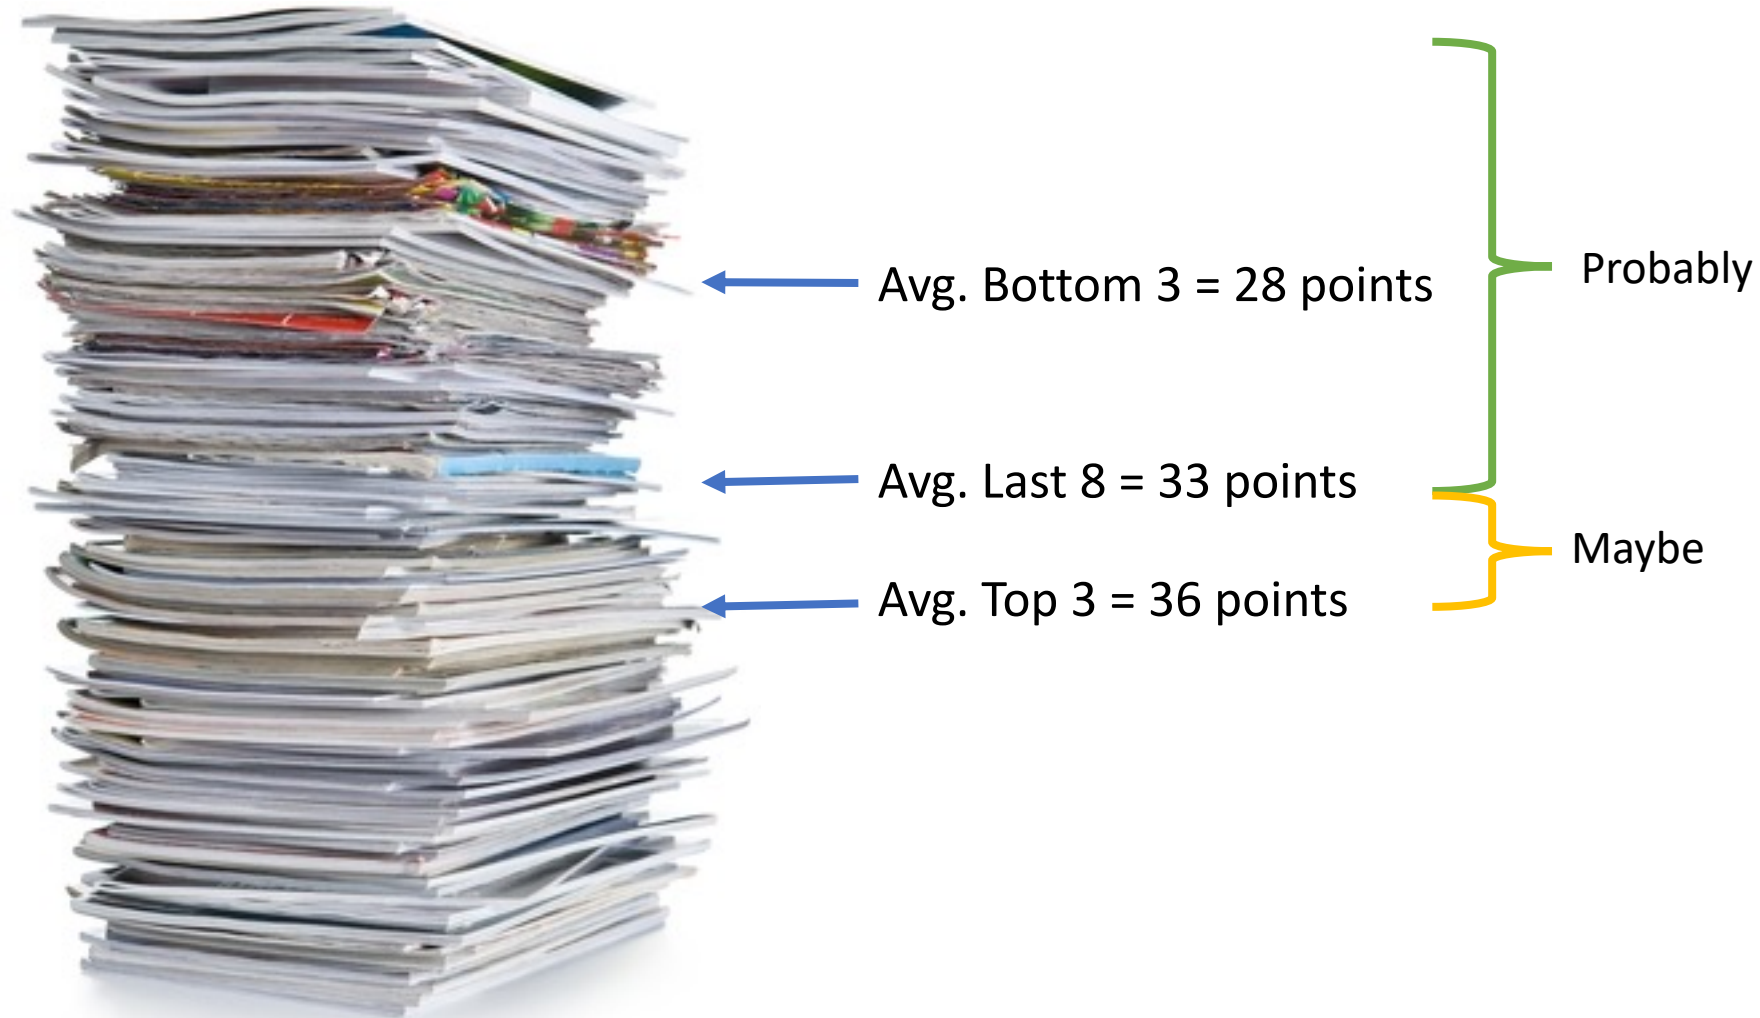 Avg. Bottom 3 = 28 points
Probably
Avg. Last 8 = 33 points
Maybe
Avg. Top 3 = 36 points